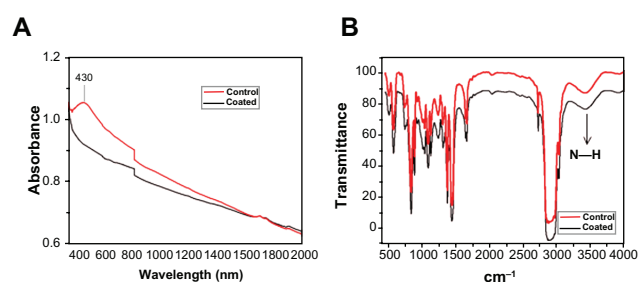 A
1.2
1.0
0.8
0.6
Absorbance
430
Control
Coated
400 600 800 1000 1200 1400 1600 1800 2000
Wavelength (nm)
B
100
80
60
40
20
0
Transmittance
N—H
Control
Coated
500 1000 1500 2000 2500 3000 3500 4000
cm⁻¹